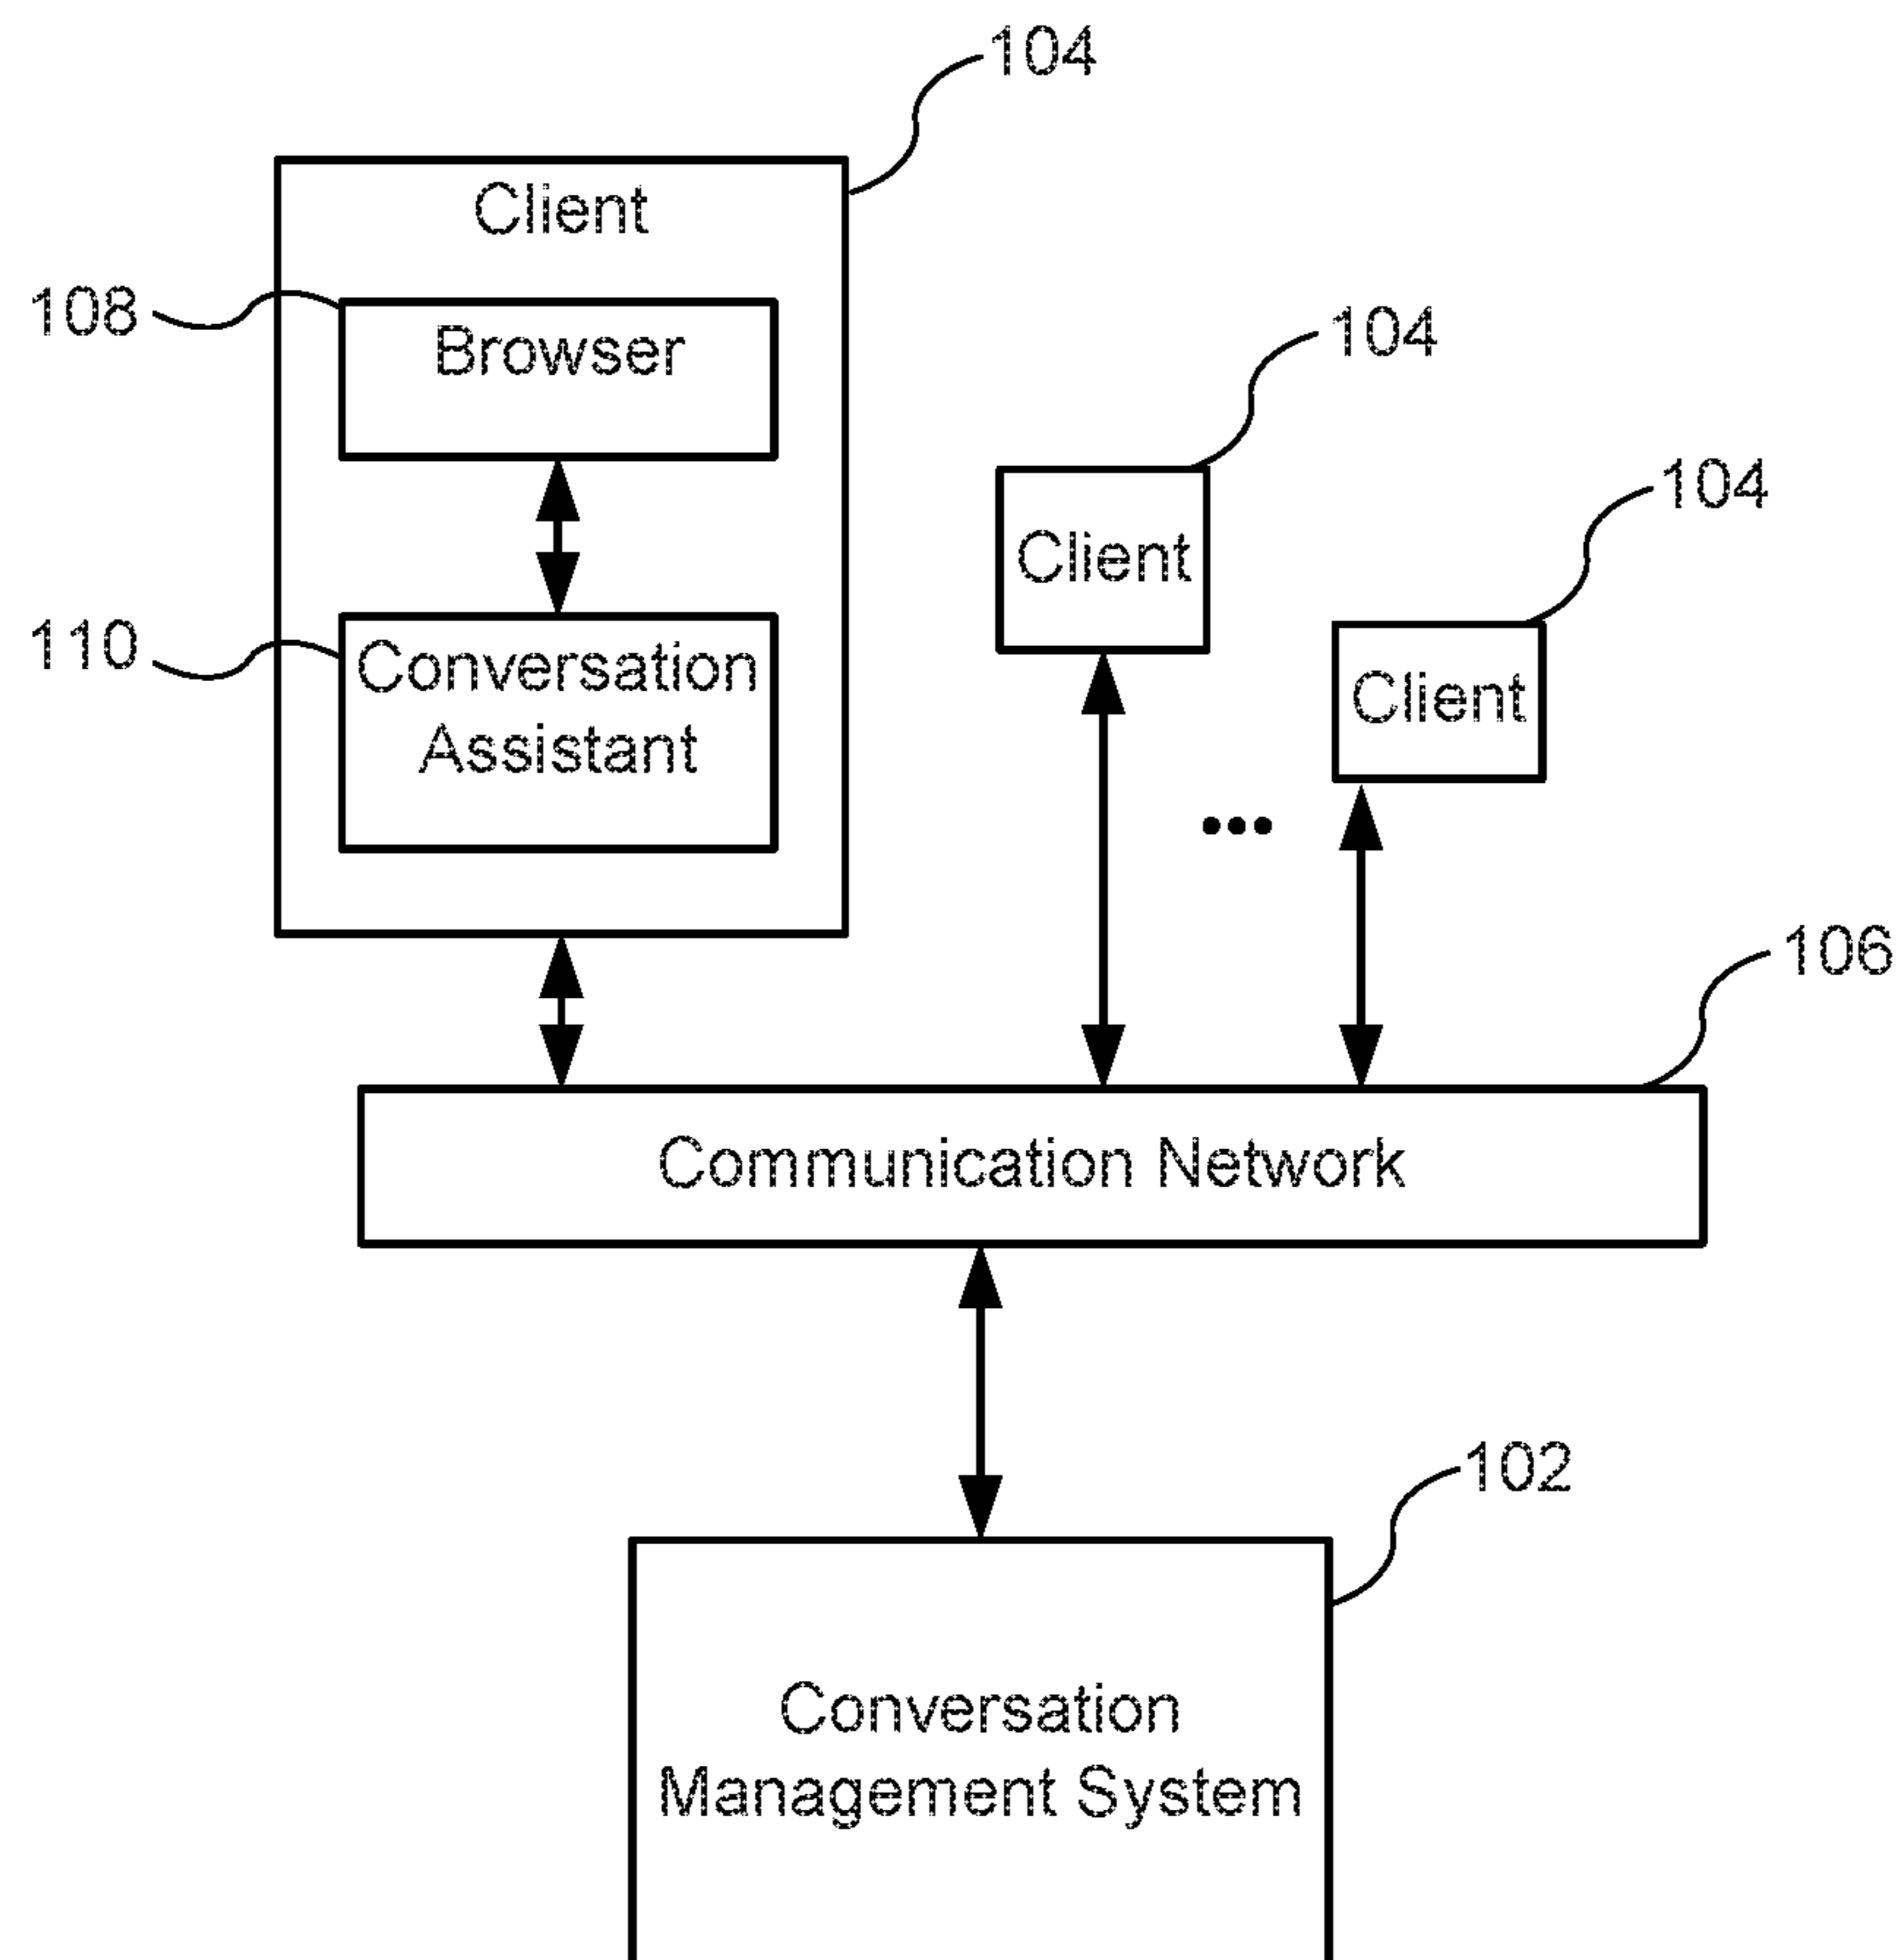 104
Client
108
Browser
104
104
Client
110
Conversation
Assistant
Client
...
106
Communication Network
102
Conversation
Management System